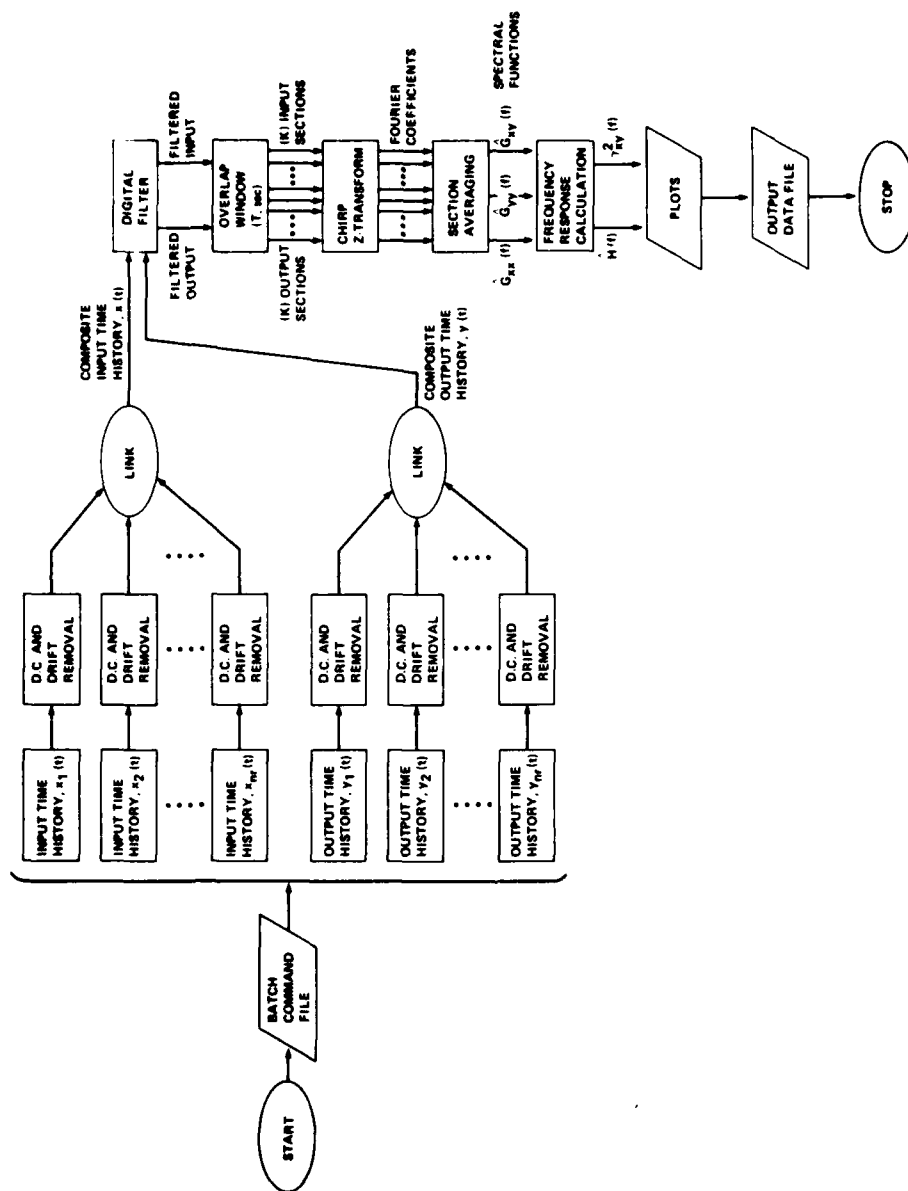 START
BATCH
COMMAND
FILE
INPUT TIME
HISTORY, x1 (t)
D.C. AND
DRIFT
REMOVAL
INPUT TIME
HISTORY, x2 (t)
D.C. AND
DRIFT
REMOVAL
INPUT TIME
HISTORY, xnr (t)
D.C. AND
DRIFT
REMOVAL
LINK
COMPOSITE
INPUT TIME
HISTORY, x (t)
OUTPUT TIME
HISTORY, y1 (t)
D.C. AND
DRIFT
REMOVAL
OUTPUT TIME
HISTORY, y2 (t)
D.C. AND
DRIFT
REMOVAL
OUTPUT TIME
HISTORY, ynr (t)
D.C. AND
DRIFT
REMOVAL
LINK
COMPOSITE
OUTPUT TIME
HISTORY, y (t)
DIGITAL
FILTER
FILTERED
OUTPUT
FILTERED
INPUT
OVERLAP
WINDOW
(T, sec)
(K) OUTPUT
SECTIONS
(K) INPUT
SECTIONS
CHIRP
Z-TRANSFORM
FOURIER
COEFFICIENTS
SECTION
AVERAGING
Ĝxx (f)
Ĝyy (f)
Ĝxy (f)
SPECTRAL
FUNCTIONS
FREQUENCY
RESPONSE
CALCULATION
Ĥ (f)
γ̂²xy (f)
PLOTS
OUTPUT
DATA FILE
STOP